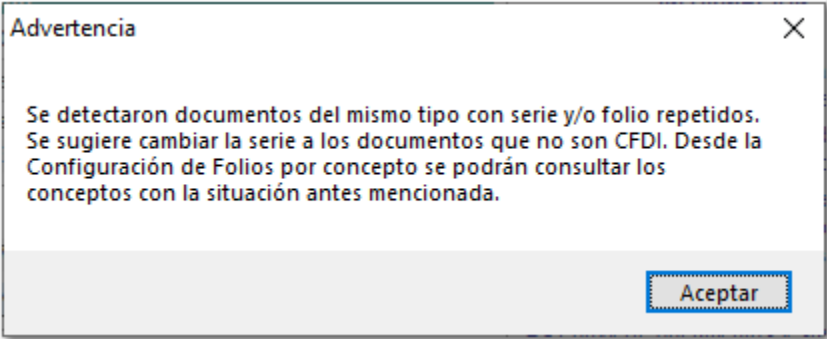 Advertencia
Se detectaron documentos del mismo tipo con serie y/o folio repetidos.
Se sugiere cambiar la serie a los documentos que no son CFDI. Desde la
Configuración de Folios por concepto se podrán consultar los
conceptos con la situación antes mencionada.
Aceptar